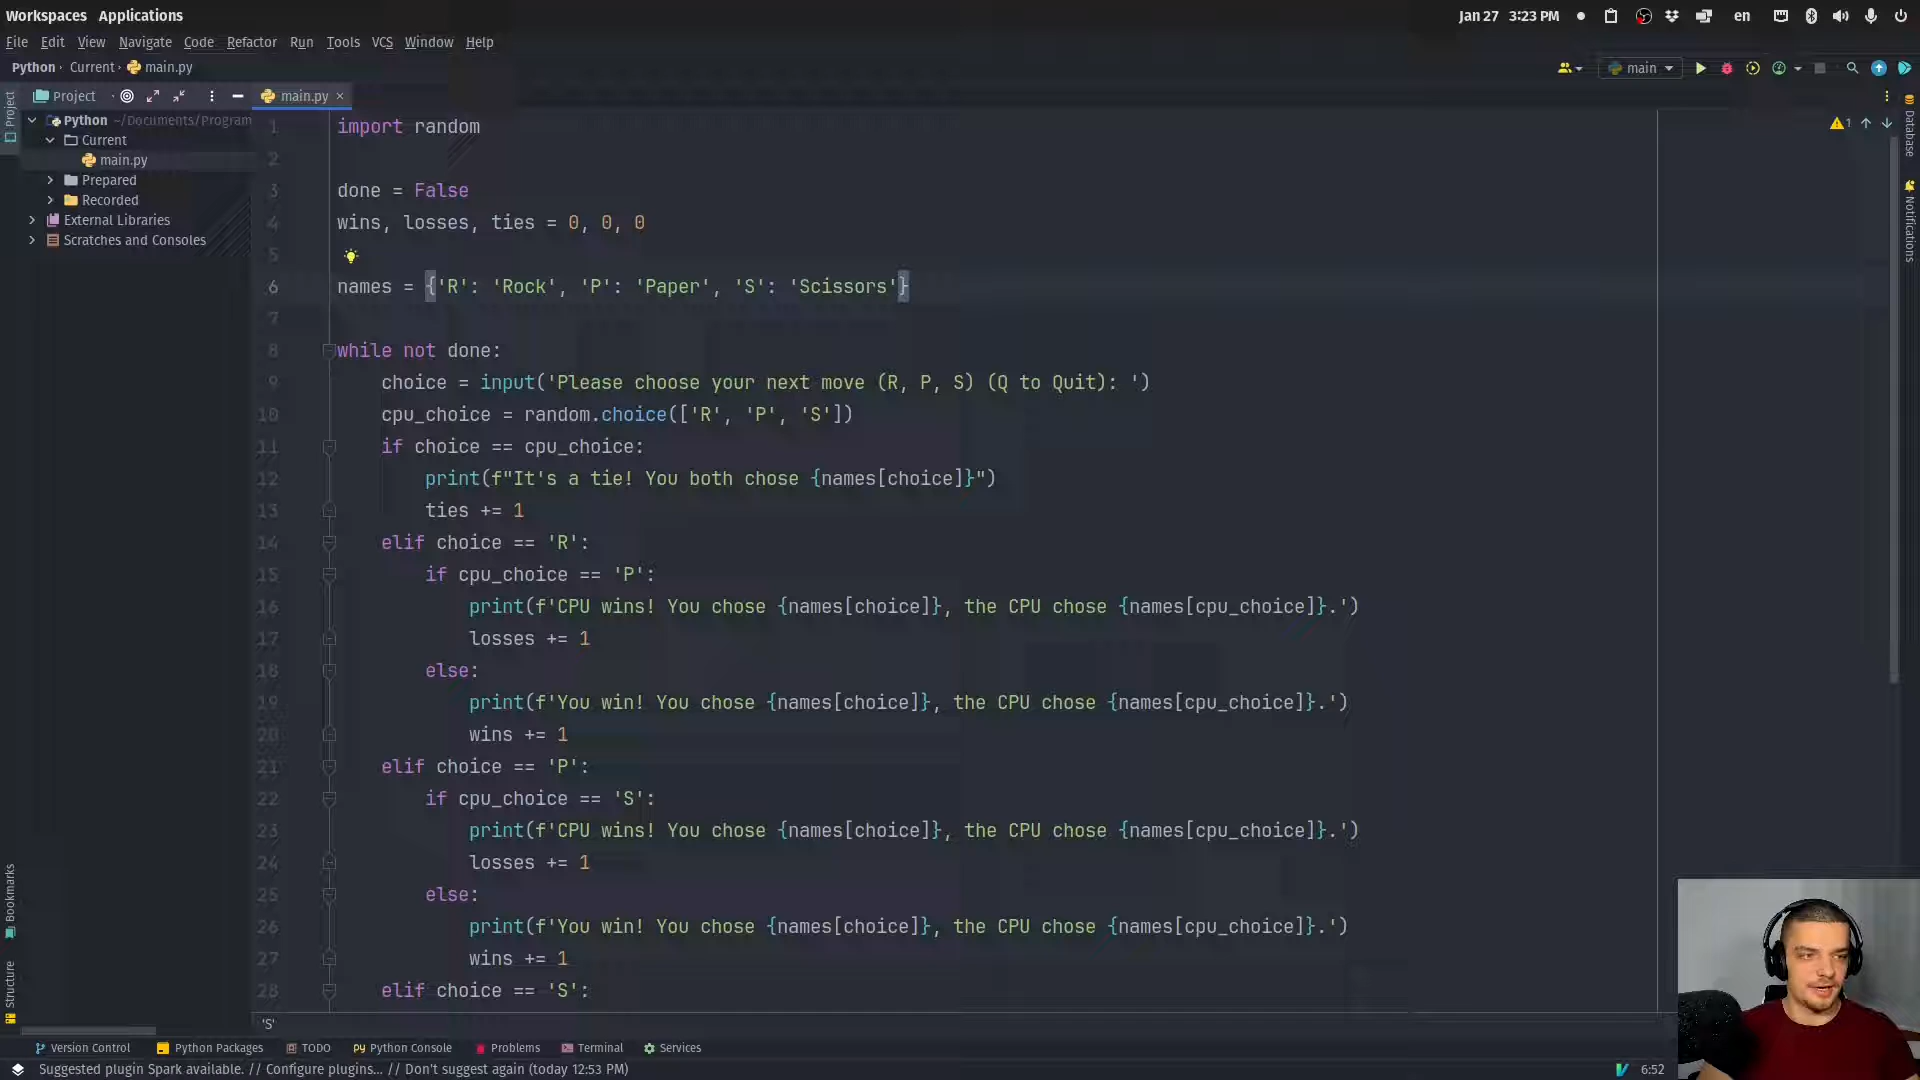 Workspaces Applications Jan 27 3:23 PM en
File Edit View Navigate Code Refactor Run Tools VCS Window Help
Python › Current › main.py main
Project main.py ×
Python ~/Documents/Program
Current
main.py
Prepared
Recorded
External Libraries
Scratches and Consoles
Project
Bookmarks
Structure
1 import random
2
3 done = False
4 wins, losses, ties = 0, 0, 0
5
6 names = {'R': 'Rock', 'P': 'Paper', 'S': 'Scissors'}
7
8 while not done:
9 choice = input('Please choose your next move (R, P, S) (Q to Quit): ')
10 cpu_choice = random.choice(['R', 'P', 'S'])
11 if choice == cpu_choice:
12 print(f"It's a tie! You both chose {names[choice]}")
13 ties += 1
14 elif choice == 'R':
15 if cpu_choice == 'P':
16 print(f'CPU wins! You chose {names[choice]}, the CPU chose {names[cpu_choice]}.')
17 losses += 1
18 else:
19 print(f'You win! You chose {names[choice]}, the CPU chose {names[cpu_choice]}.')
20 wins += 1
21 elif choice == 'P':
22 if cpu_choice == 'S':
23 print(f'CPU wins! You chose {names[choice]}, the CPU chose {names[cpu_choice]}.')
24 losses += 1
25 else:
26 print(f'You win! You chose {names[choice]}, the CPU chose {names[cpu_choice]}.')
27 wins += 1
28 elif choice == 'S':
1
Database
Notifications
'S'
Version Control Python Packages TODO Python Console Problems Terminal Services
Suggested plugin Spark available. // Configure plugins... // Don't suggest again (today 12:53 PM) 6:52